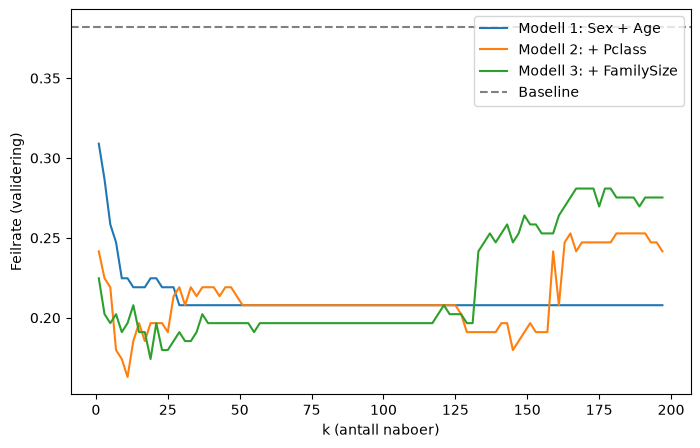 Modell 1: Sex + Age
Modell 2: + Pclass
Modell 3: + FamilySize
Baseline
Feilrate (validering)
0.35
0.30
0.25
0.20
0 25 50 75 100 125 150 175 200
k (antall naboer)